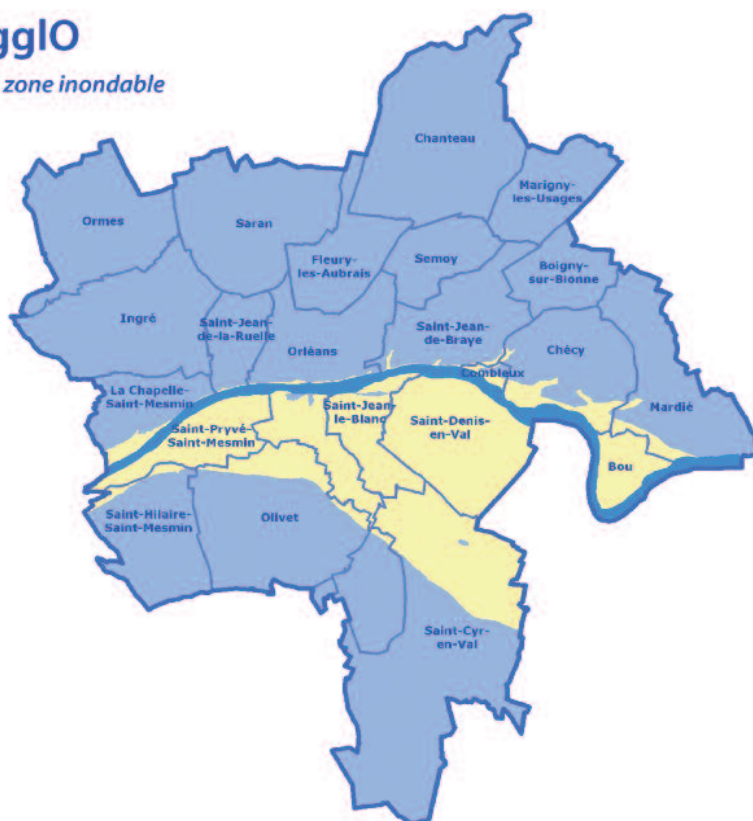 gglO
zone inondable
Chanteau
Marigny-
les-Usages
Ormes
Saran
Fleury-
les-Aubrais
Semoy
Boigny-
sur-Bionne
Ingré
Saint-Jean-
de-la-Ruelle
Orléans
Saint-Jean-
de-Braye
Chécy
Combleux
La Chapelle-
Saint-Mesmin
Mardié
Saint-Pryvé-
Saint-Mesmin
Saint-Jean-
le-Blanc
Saint-Denis-
en-Val
Bou
Saint-Hilaire-
Saint-Mesmin
Olivet
Saint-Cyr-
en-Val